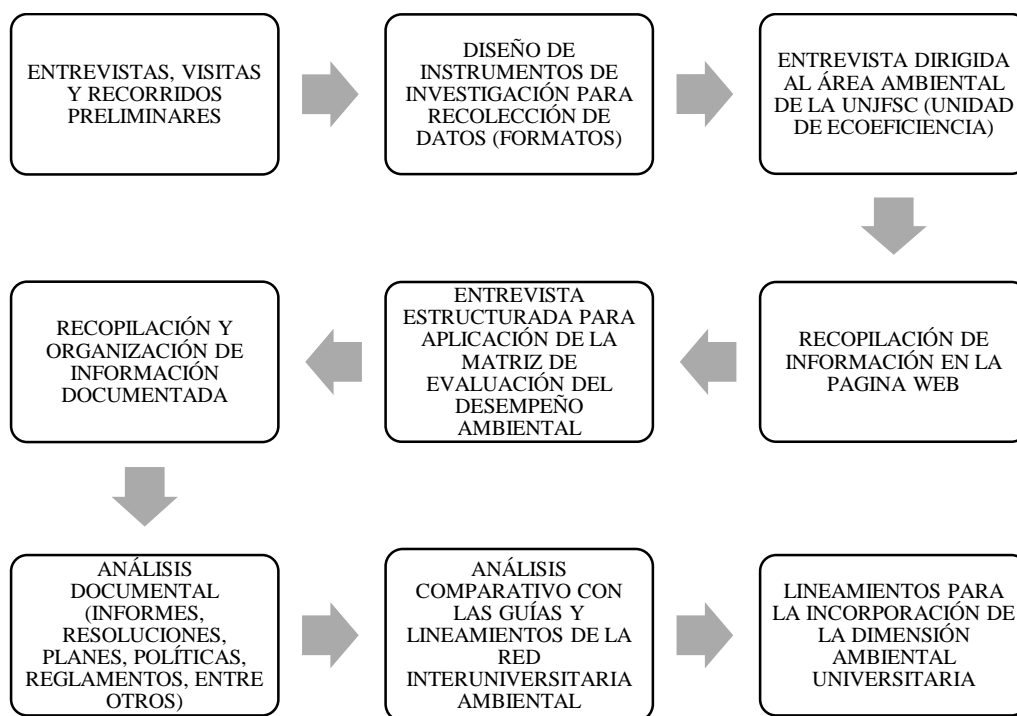 ENTREVISTAS, VISITAS
Y RECORRIDOS
PRELIMINARES
DISEÑO DE
INSTRUMENTOS DE
INVESTIGACIÓN PARA
RECOLECCIÓN DE
DATOS (FORMATOS)
ENTREVISTA DIRIGIDA
AL ÁREA AMBIENTAL
DE LA UNJFSC (UNIDAD
DE ECOEFICIENCIA)
RECOPILACIÓN DE
INFORMACIÓN EN LA
PAGINA WEB
ENTREVISTA
ESTRUCTURADA PARA
APLICACIÓN DE LA
MATRIZ DE
EVALUACIÓN DEL
DESEMPEÑO
AMBIENTAL
RECOPILACIÓN Y
ORGANIZACIÓN DE
INFORMACIÓN
DOCUMENTADA
ANÁLISIS
DOCUMENTAL
(INFORMES,
RESOLUCIONES,
PLANES, POLÍTICAS,
REGLAMENTOS, ENTRE
OTROS)
ANÁLISIS
COMPARATIVO CON
LAS GUÍAS Y
LINEAMIENTOS DE LA
RED
INTERUNIVERSITARIA
AMBIENTAL
LINEAMIENTOS PARA
LA INCORPORACIÓN DE
LA DIMENSIÓN
AMBIENTAL
UNIVERSITARIA